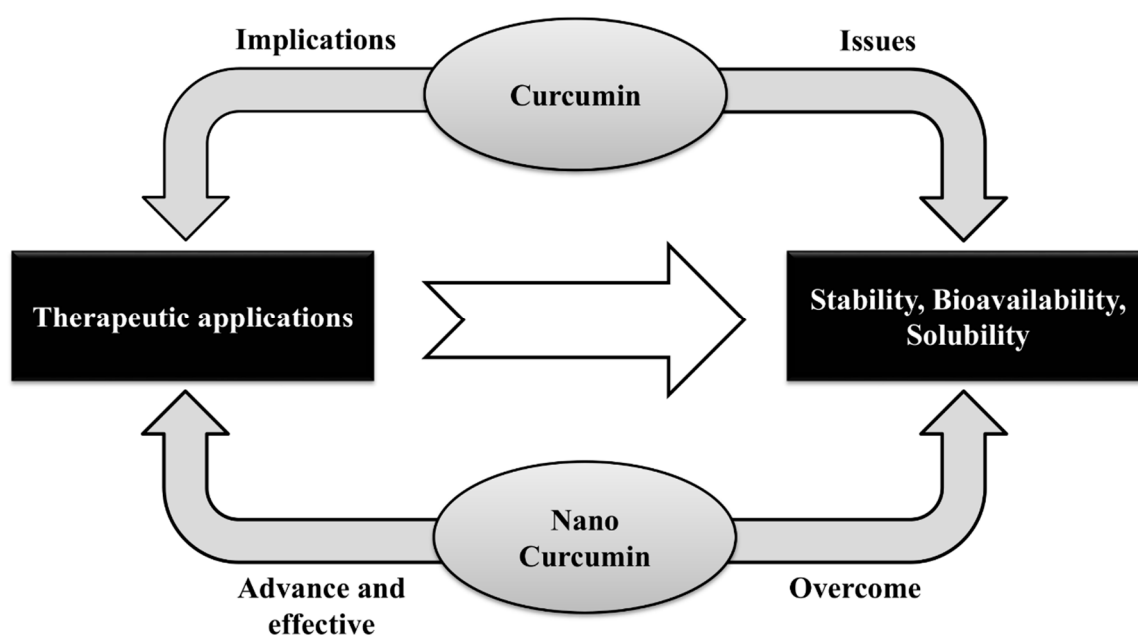 Implications
Issues
Curcumin
Therapeutic applications
Stability, Bioavailability,
Solubility
Nano
Curcumin
Advance and
effective
Overcome